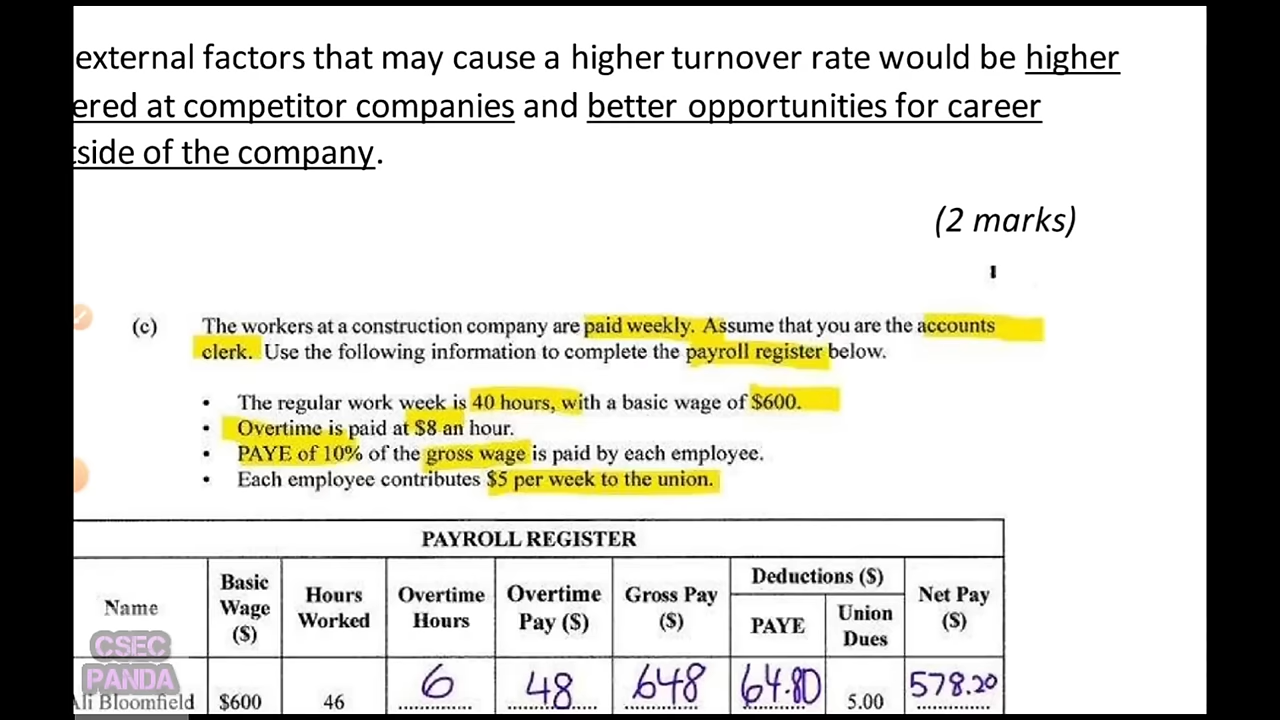 external factors that may cause a higher turnover rate would be higher
ered at competitor companies and better opportunities for career
tside of the company.
(2 marks)
(c) The workers at a construction company are paid weekly. Assume that you are the accounts
clerk. Use the following information to complete the payroll register below.
• The regular work week is 40 hours, with a basic wage of $600.
• Overtime is paid at $8 an hour.
• PAYE of 10% of the gross wage is paid by each employee.
• Each employee contributes $5 per week to the union.
PAYROLL REGISTER
Name
Basic
Wage
($)
Hours
Worked
Overtime
Hours
Overtime
Pay ($)
Gross Pay
($)
Deductions ($)
PAYE
Union
Dues
Net Pay
($)
CSEC
PANDA
Ali Bloomfield $600 46 6 48 648 64.80 5.00 578.20